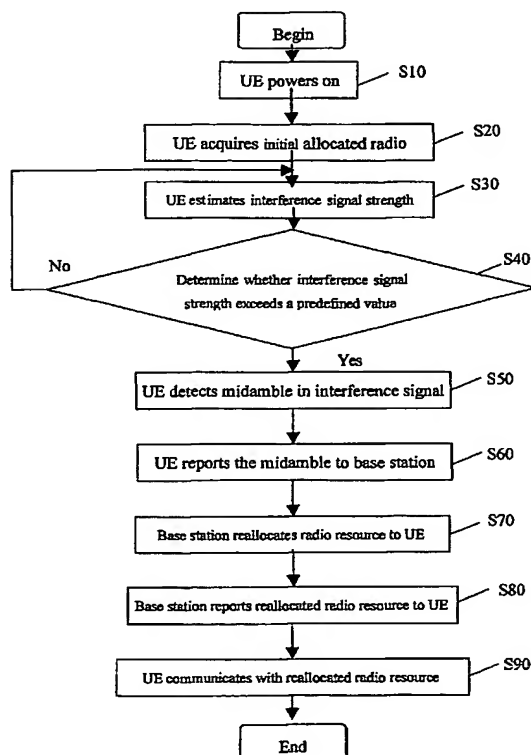 Begin
UE powers on
S10
UE acquires initial allocated radio
S20
UE estimates interference signal strength
S30
No
Determine whether interference signal
strength exceeds a predefined value
S40
Yes
UE detects midamble in interference signal
S50
UE reports the midamble to base station
S60
Base station reallocates radio resource to UE
S70
Base station reports reallocated radio resource to UE
S80
UE communicates with reallocated radio resource
S90
End